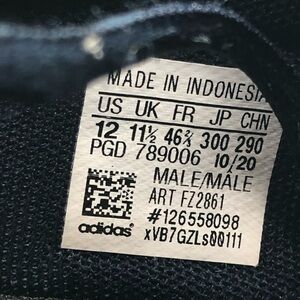 MADE IN INDONESIA
US UK FR JP CHN
12 11½ 46⅔ 300 290
PGD 789006 10/20
MALE/MALE
ART FZ2861
#126558098
adidas xVB7GZLs00111